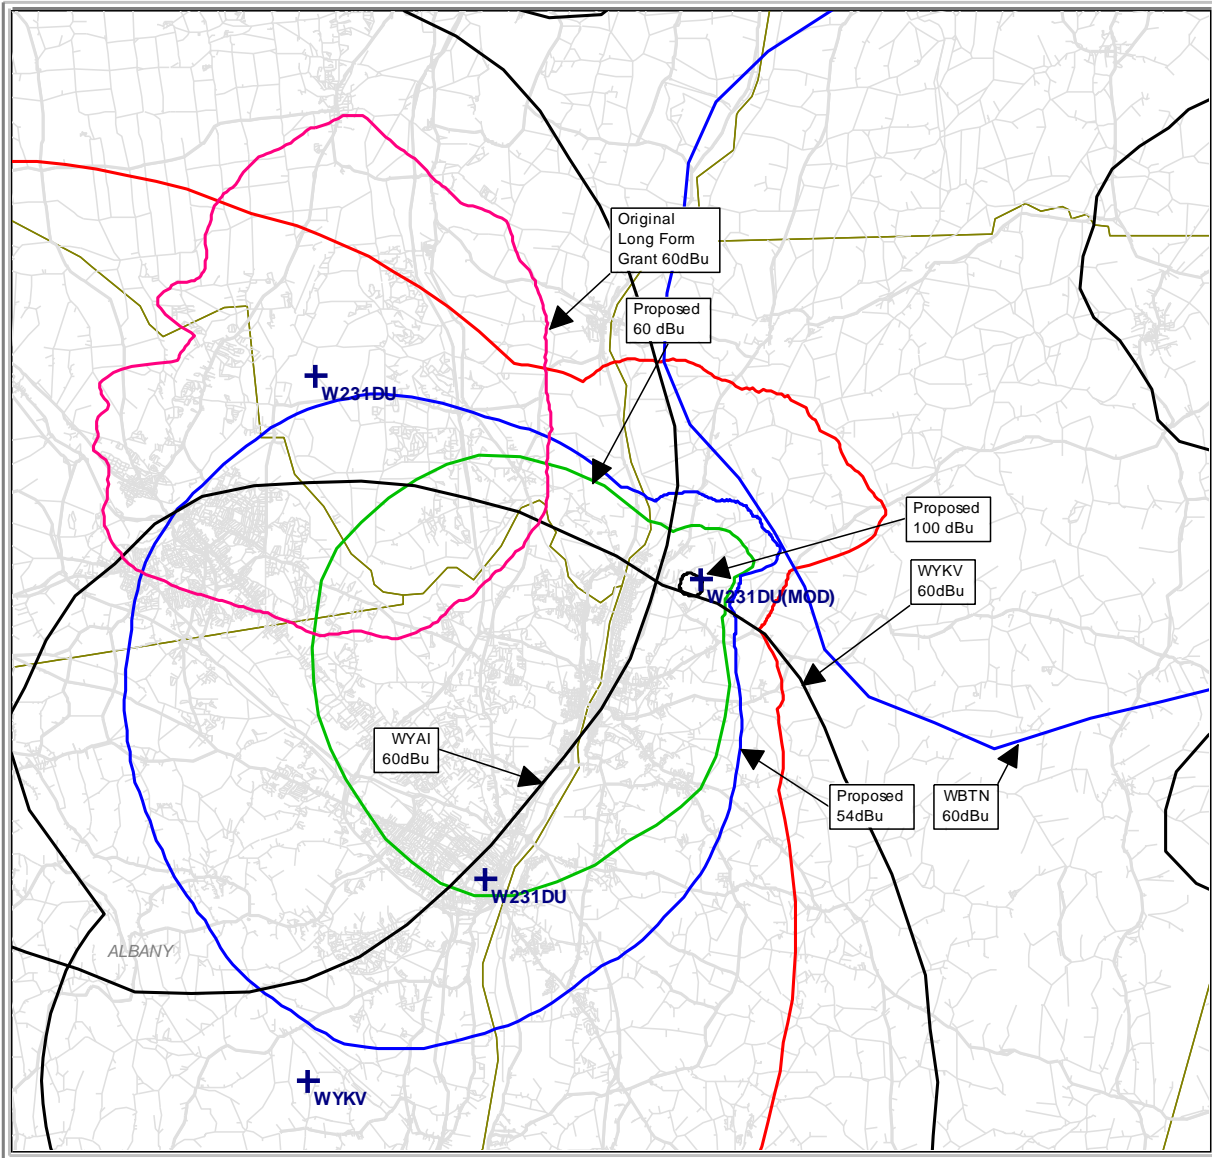 Original
Long Form
Grant 60dBu
Proposed
60 dBu
W231DU
Proposed
100 dBu
WYKV
60dBu
W231DU(MOD)
WYAI
60dBu
Proposed
54dBu
WBTN
60dBu
W231DU
ALBANY
WYKV